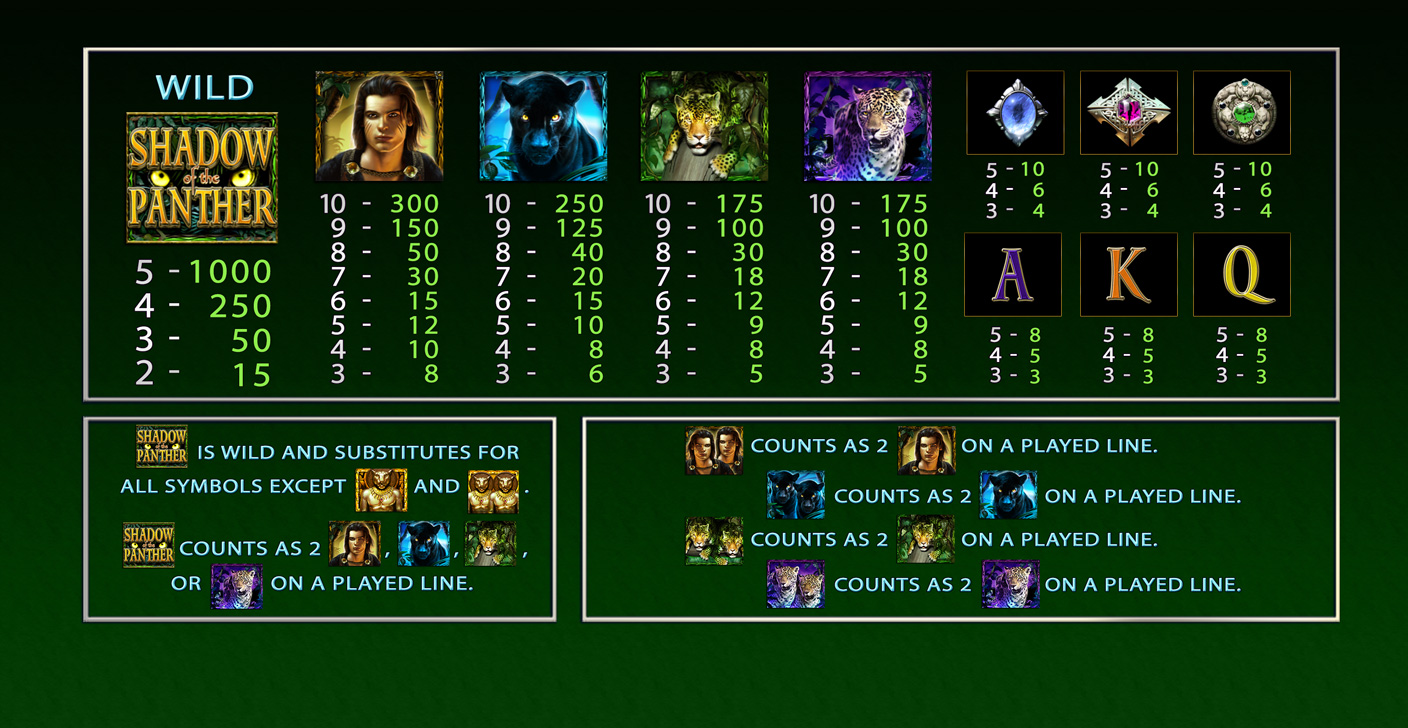 WILD
SHADOW
of the
PANTHER
5 - 1000
4 - 250
3 - 50
2 - 15
10 - 300
9 - 150
8 - 50
7 - 30
6 - 15
5 - 12
4 - 10
3 - 8
10 - 250
9 - 125
8 - 40
7 - 20
6 - 15
5 - 10
4 - 8
3 - 6
10 - 175
9 - 100
8 - 30
7 - 18
6 - 12
5 - 9
4 - 8
3 - 5
10 - 175
9 - 100
8 - 30
7 - 18
6 - 12
5 - 9
4 - 8
3 - 5
5 - 10
4 - 6
3 - 4
5 - 10
4 - 6
3 - 4
5 - 10
4 - 6
3 - 4
A
5 - 8
4 - 5
3 - 3
K
5 - 8
4 - 5
3 - 3
Q
5 - 8
4 - 5
3 - 3
SHADOW
of the
PANTHER
IS WILD AND SUBSTITUTES FOR
ALL SYMBOLS EXCEPT AND .
SHADOW
of the
PANTHER
COUNTS AS 2 , , ,
OR ON A PLAYED LINE.
COUNTS AS 2 ON A PLAYED LINE.
COUNTS AS 2 ON A PLAYED LINE.
COUNTS AS 2 ON A PLAYED LINE.
COUNTS AS 2 ON A PLAYED LINE.